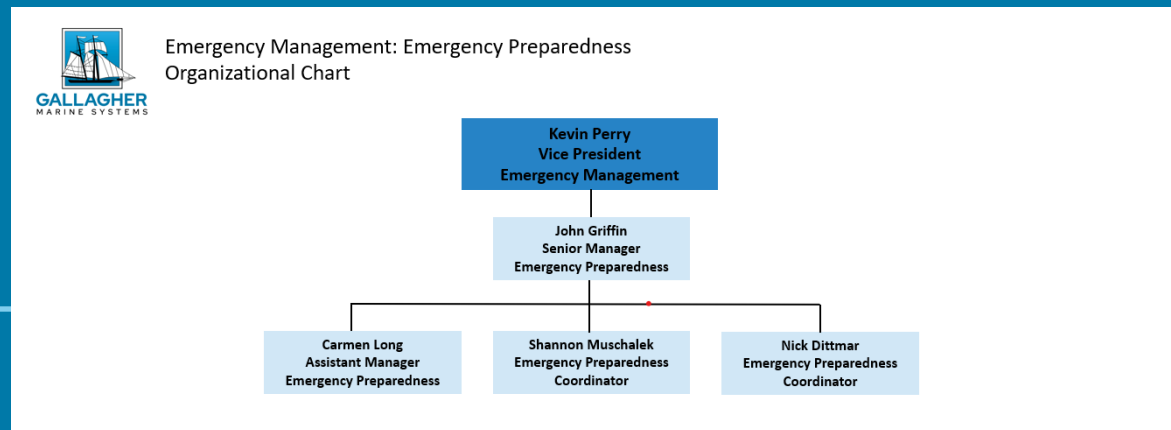 Emergency Management: Emergency Preparedness
Organizational Chart
GALLAGHER
MARINE SYSTEMS
Kevin Perry
Vice President
Emergency Management
John Griffin
Senior Manager
Emergency Preparedness
Carmen Long
Assistant Manager
Emergency Preparedness
Shannon Muschalek
Emergency Preparedness
Coordinator
Nick Dittmar
Emergency Preparedness
Coordinator